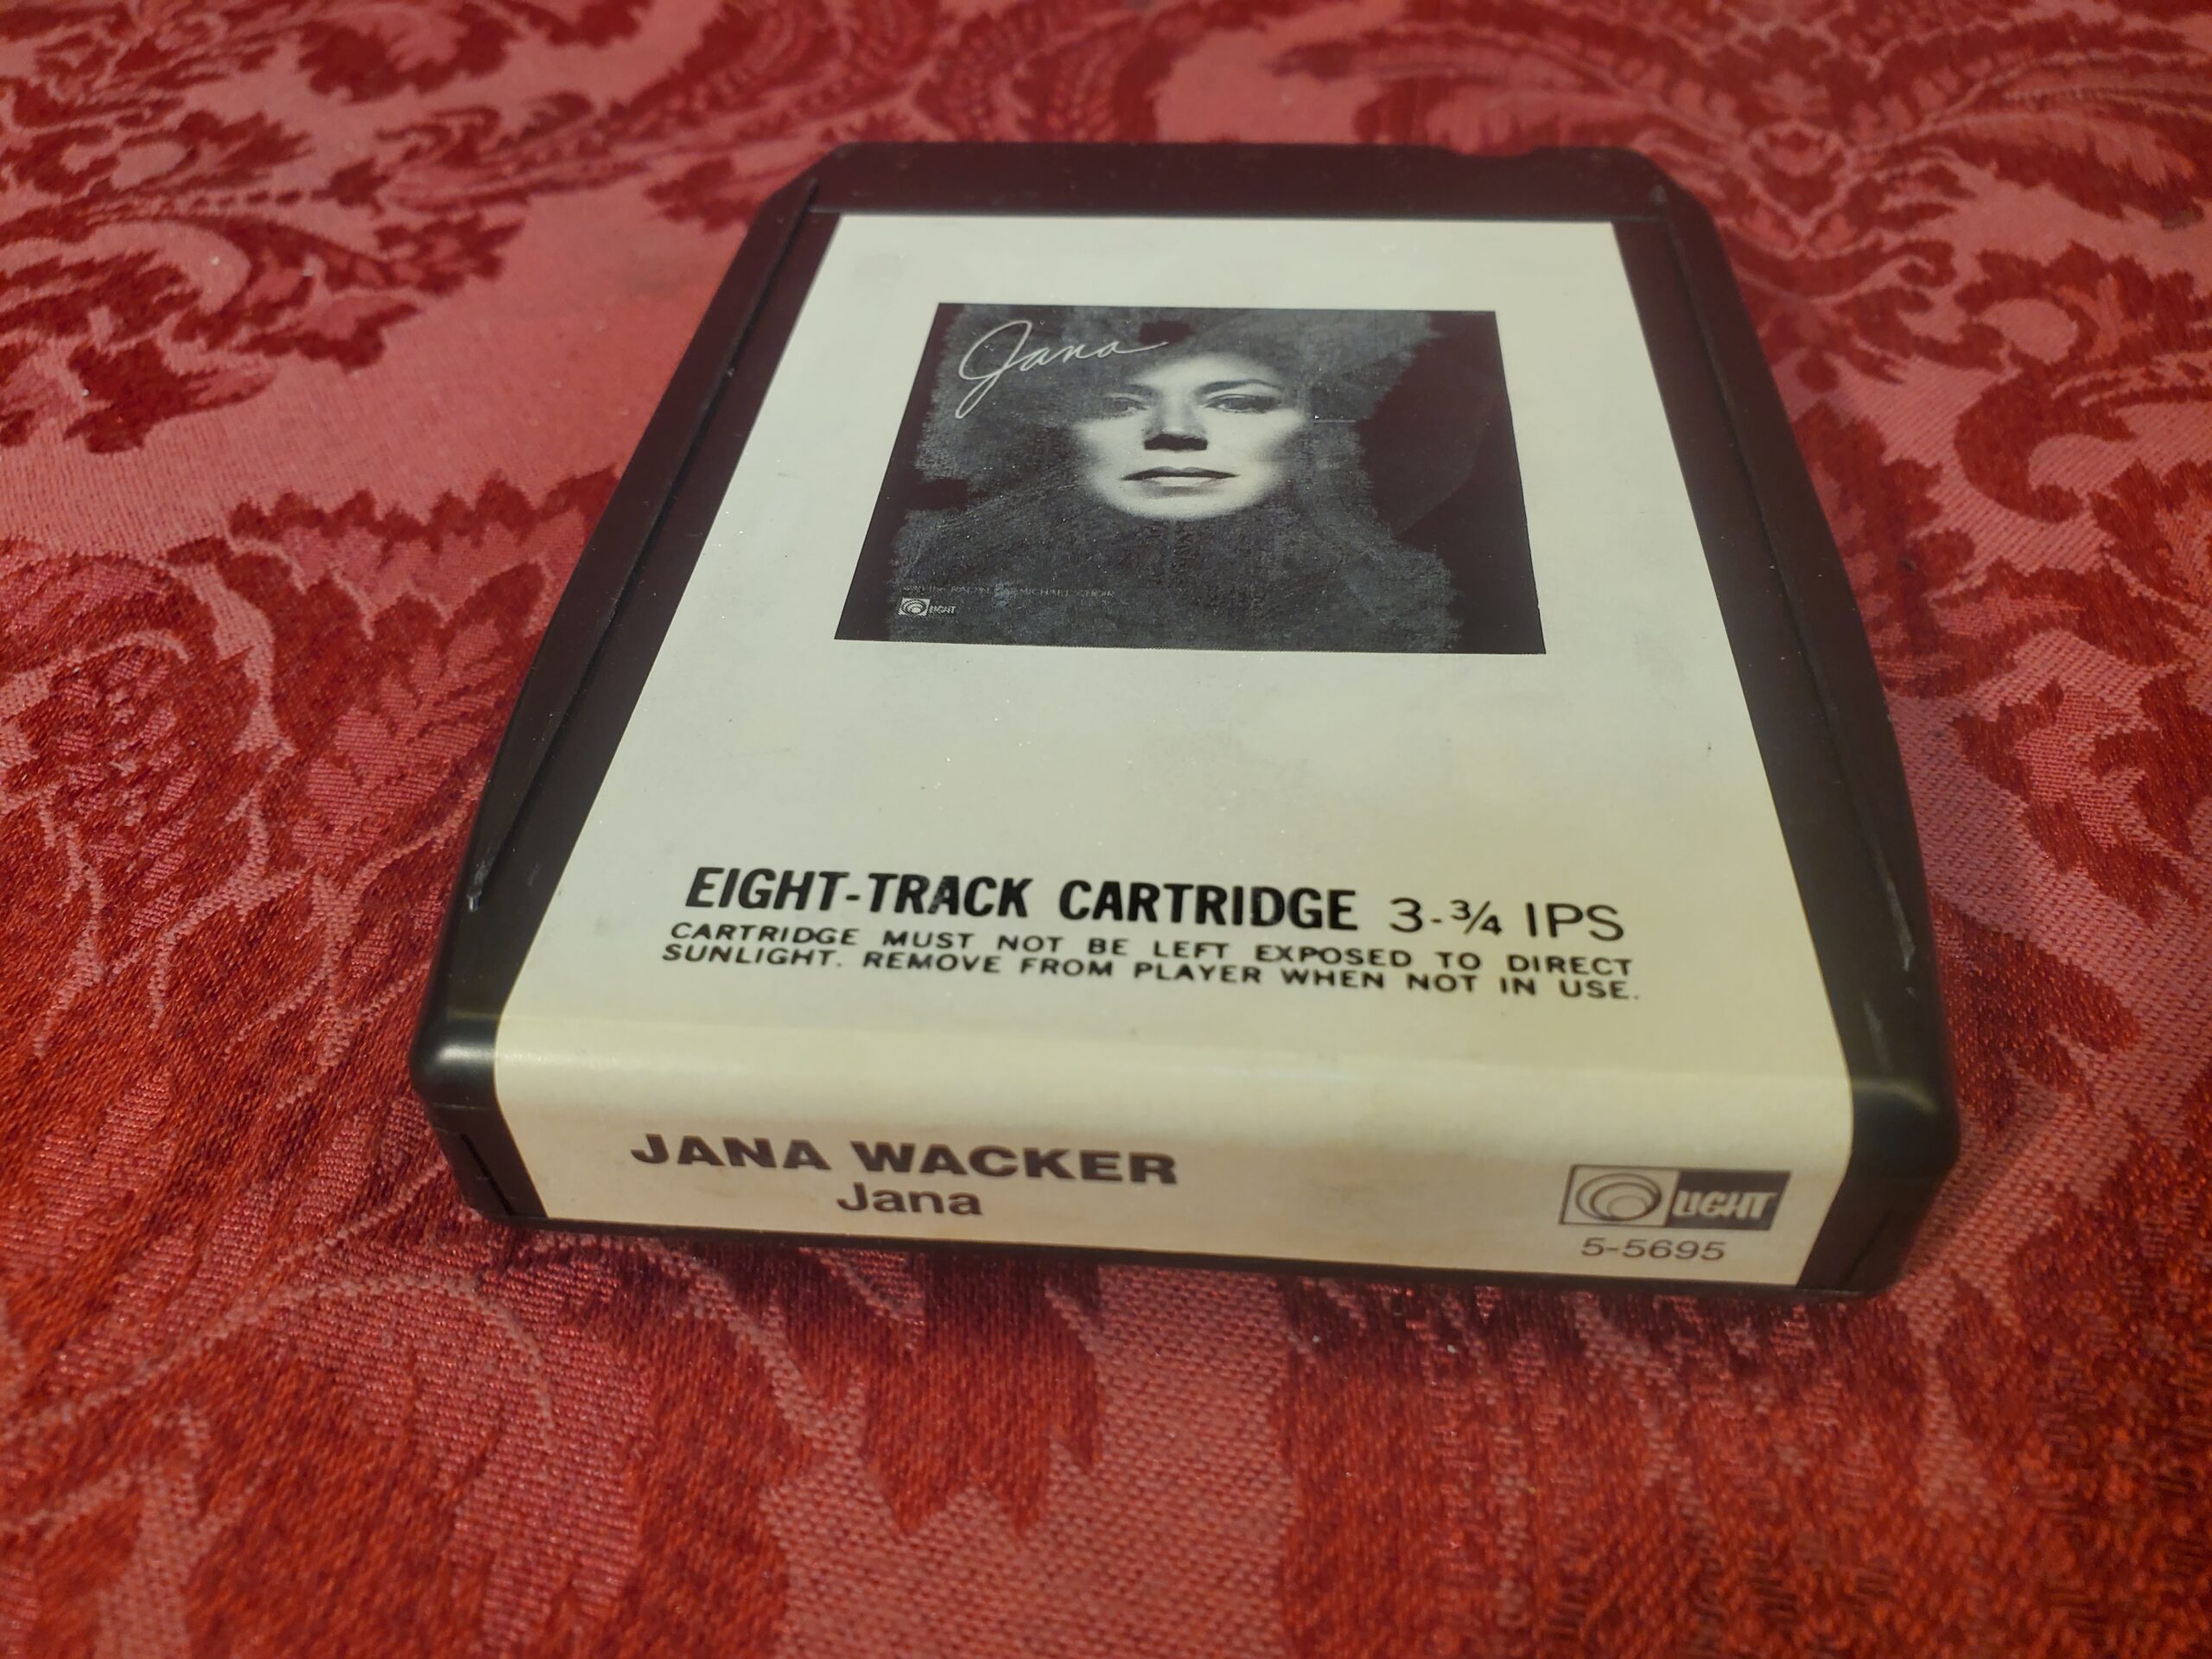 Jana
LIGHT
EIGHT-TRACK CARTRIDGE 3-¾ IPS
CARTRIDGE MUST NOT BE LEFT EXPOSED TO DIRECT
SUNLIGHT. REMOVE FROM PLAYER WHEN NOT IN USE.
JANA WACKER
Jana
LIGHT
5-5695